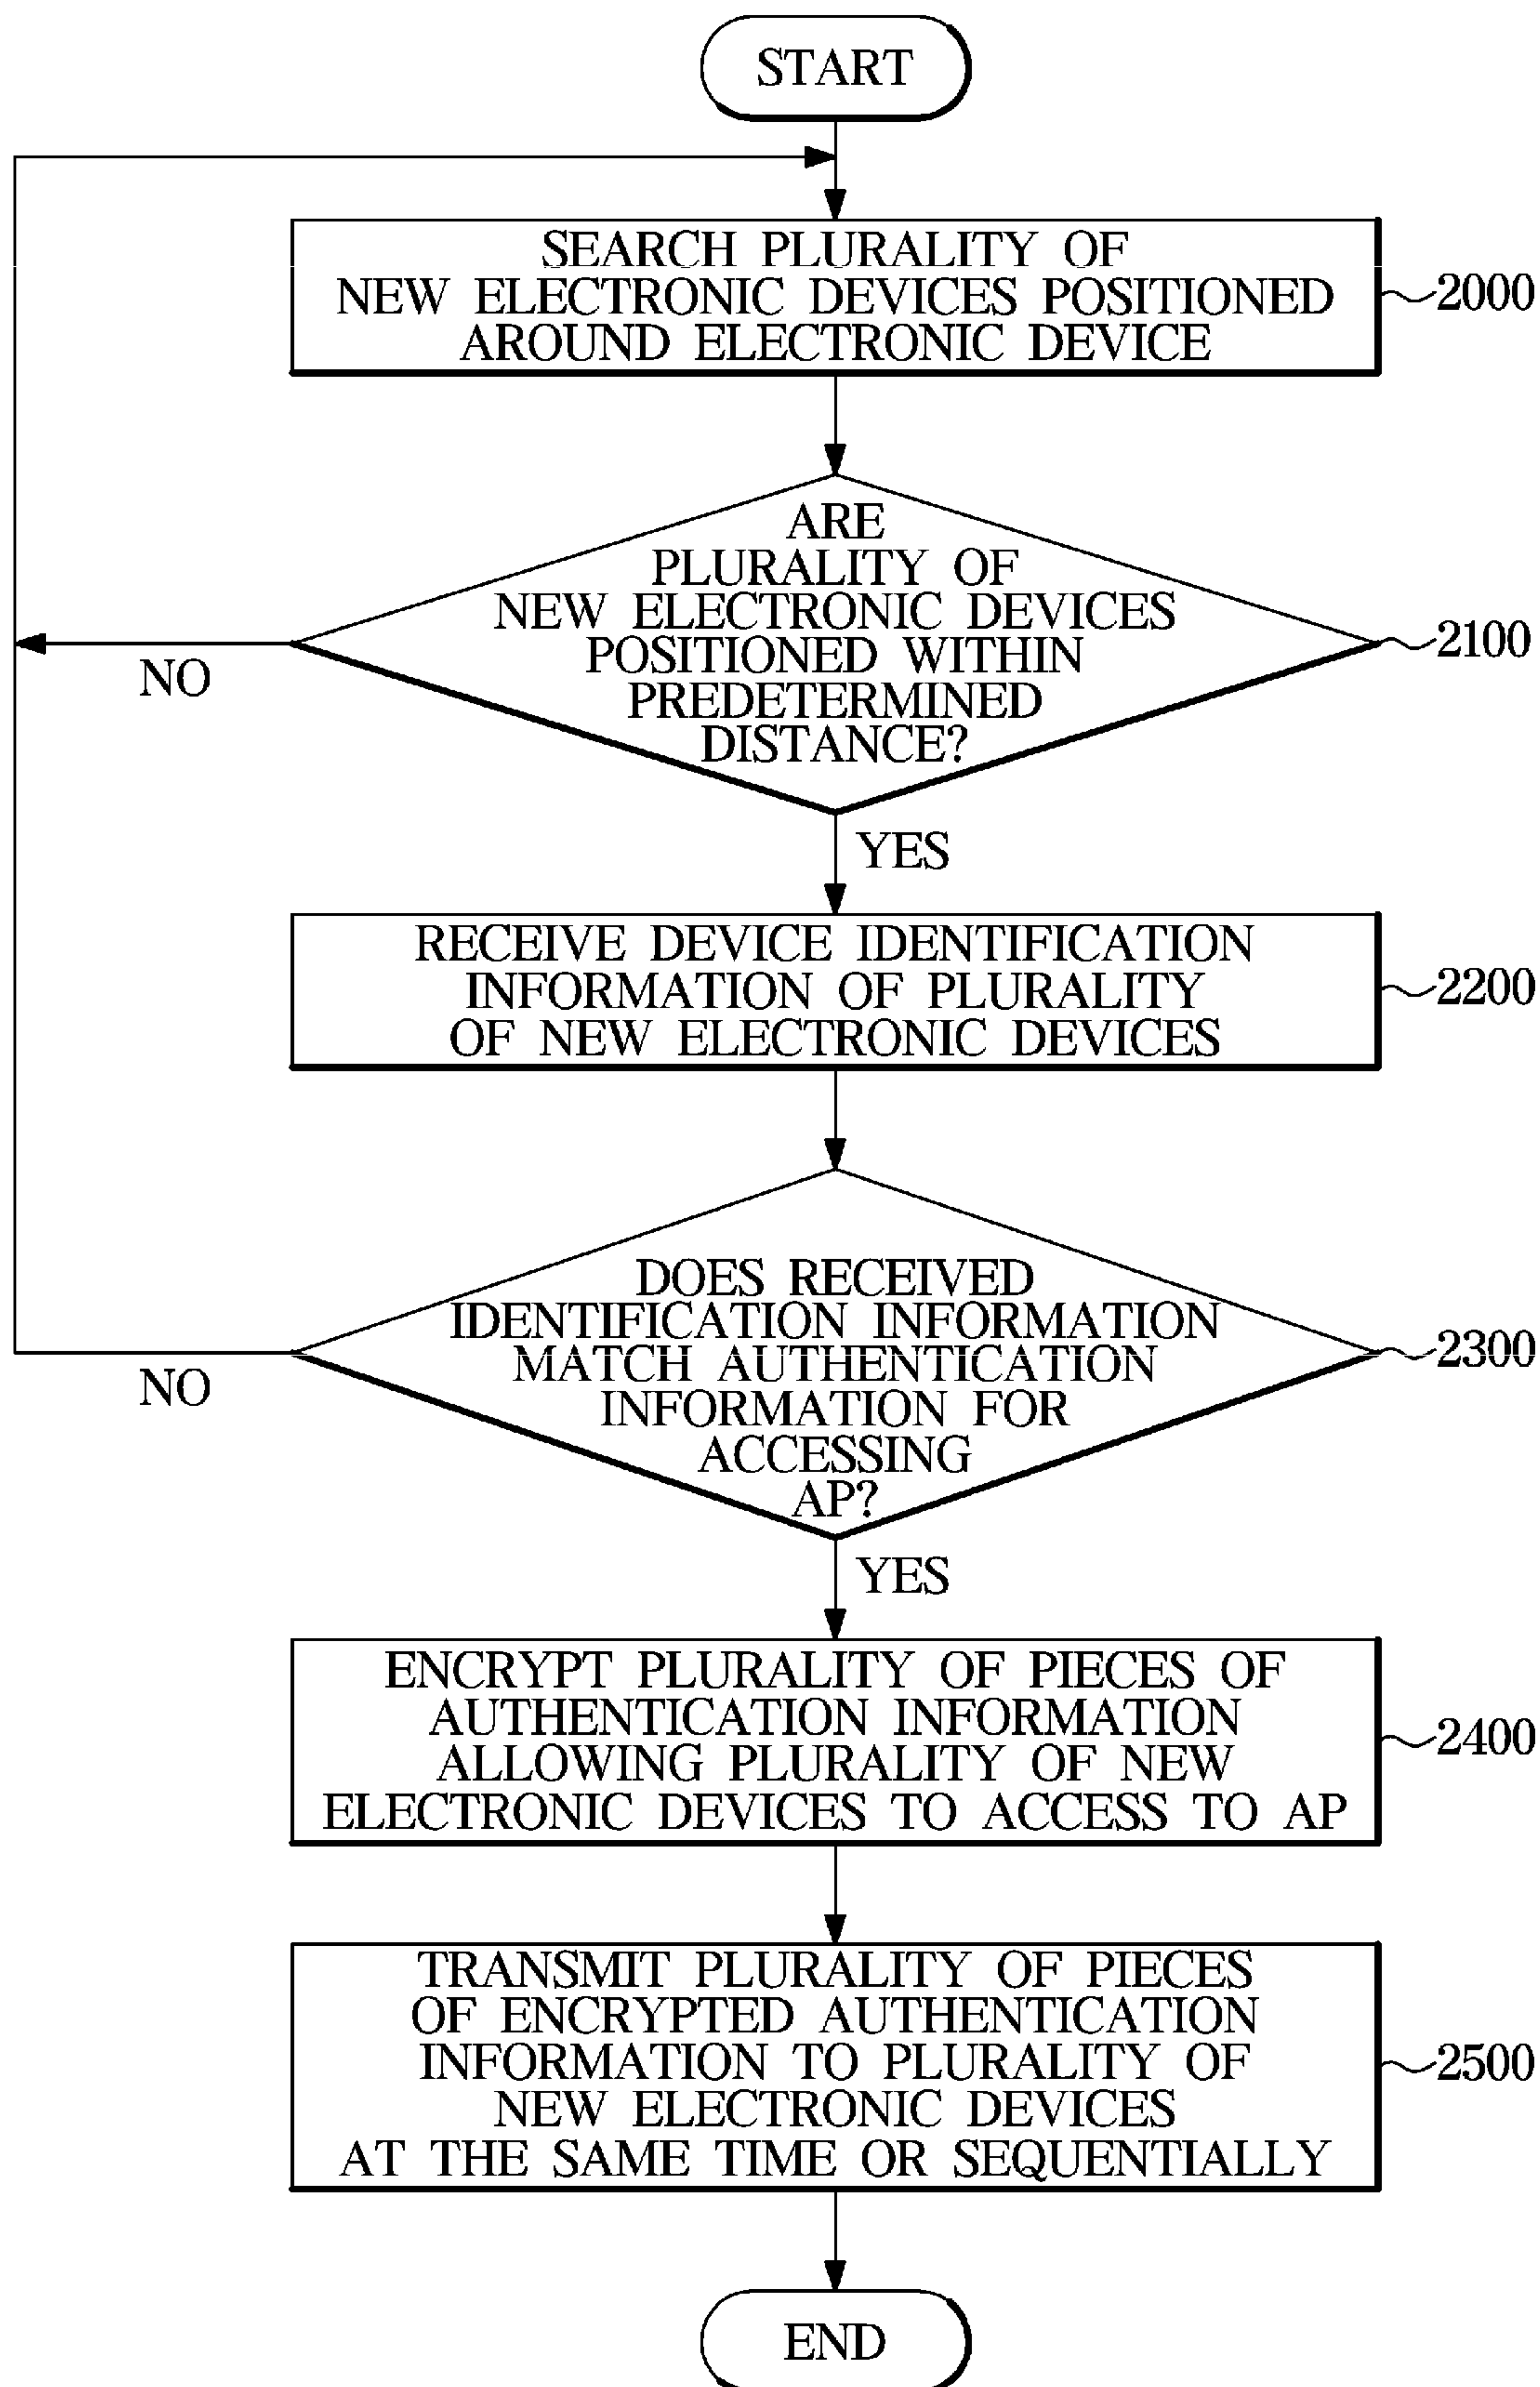 START
SEARCH PLURALITY OF
NEW ELECTRONIC DEVICES POSITIONED
AROUND ELECTRONIC DEVICE
2000
ARE
PLURALITY OF
NEW ELECTRONIC DEVICES
POSITIONED WITHIN
PREDETERMINED
DISTANCE?
2100
NO
YES
RECEIVE DEVICE IDENTIFICATION
INFORMATION OF PLURALITY
OF NEW ELECTRONIC DEVICES
2200
DOES RECEIVED
IDENTIFICATION INFORMATION
MATCH AUTHENTICATION
INFORMATION FOR
ACCESSING
AP?
2300
NO
YES
ENCRYPT PLURALITY OF PIECES OF
AUTHENTICATION INFORMATION
ALLOWING PLURALITY OF NEW
ELECTRONIC DEVICES TO ACCESS TO AP
2400
TRANSMIT PLURALITY OF PIECES
OF ENCRYPTED AUTHENTICATION
INFORMATION TO PLURALITY OF
NEW ELECTRONIC DEVICES
AT THE SAME TIME OR SEQUENTIALLY
2500
END